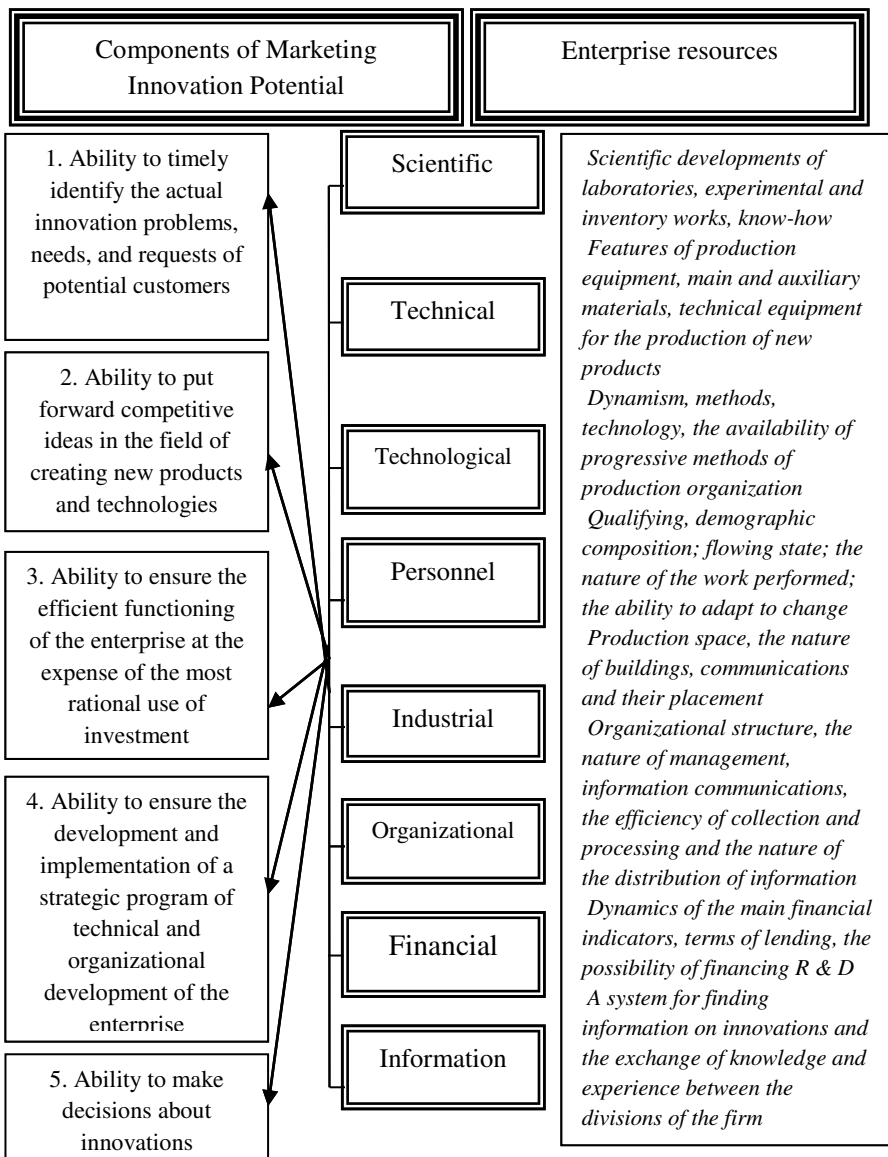 Components of Marketing
Innovation Potential
Enterprise resources
1. Ability to timely
identify the actual
innovation problems,
needs, and requests of
potential customers
2. Ability to put
forward competitive
ideas in the field of
creating new products
and technologies
3. Ability to ensure the
efficient functioning
of the enterprise at the
expense of the most
rational use of
investment
4. Ability to ensure the
development and
implementation of a
strategic program of
technical and
organizational
development of the
enterprise
5. Ability to make
decisions about
innovations
Scientific
Technical
Technological
Personnel
Industrial
Organizational
Financial
Information
Scientific developments of
laboratories, experimental and
inventory works, know-how
Features of production
equipment, main and auxiliary
materials, technical equipment
for the production of new
products
Dynamism, methods,
technology, the availability of
progressive methods of
production organization
Qualifying, demographic
composition; flowing state; the
nature of the work performed;
the ability to adapt to change
Production space, the nature
of buildings, communications
and their placement
Organizational structure, the
nature of management,
information communications,
the efficiency of collection and
processing and the nature of
the distribution of information
Dynamics of the main financial
indicators, terms of lending, the
possibility of financing R & D
A system for finding
information on innovations and
the exchange of knowledge and
experience between the
divisions of the firm